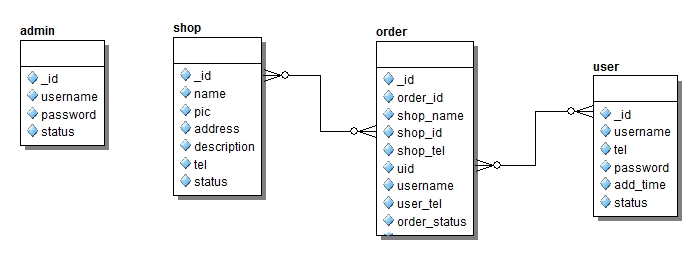 admin
_id
username
password
status
shop
_id
name
pic
address
description
tel
status
order
_id
order_id
shop_name
shop_id
shop_tel
uid
username
user_tel
order_status
user
_id
username
tel
password
add_time
status